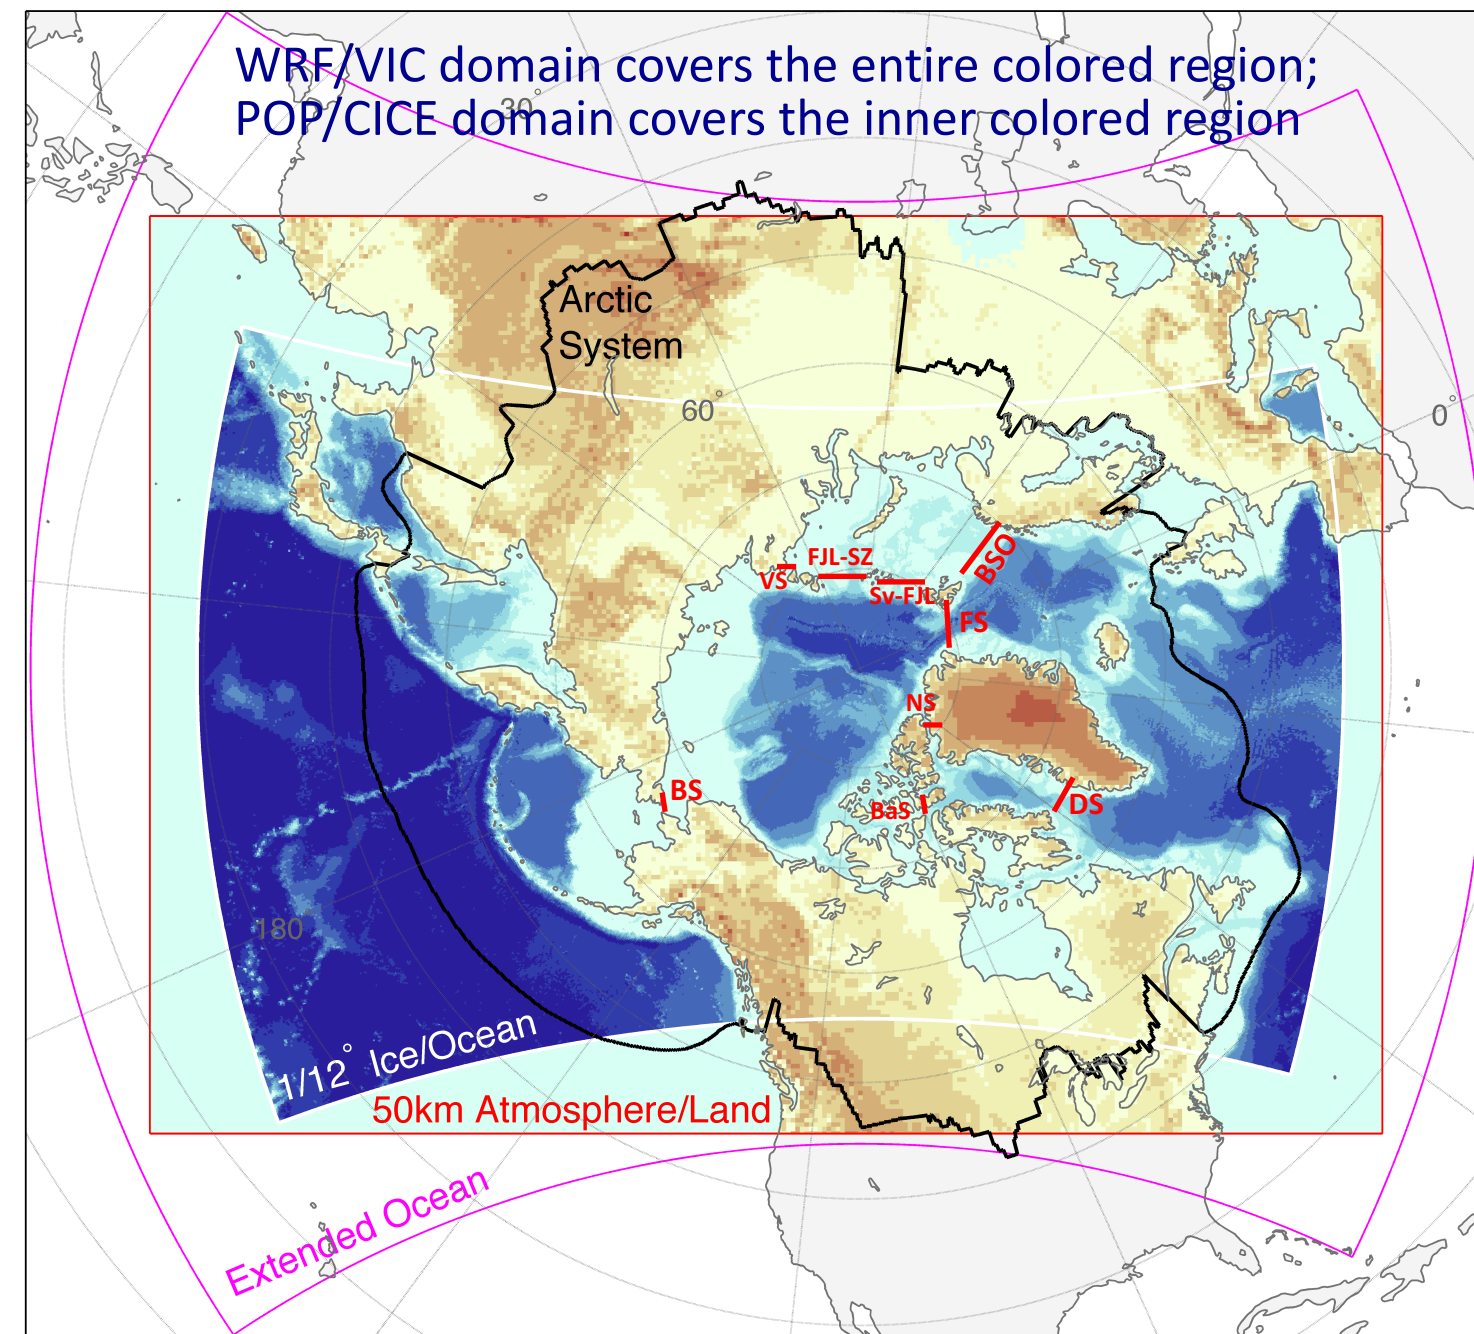 WRF/VIC domain covers the entire colored region;
30°
POP/CICE domain covers the inner colored region
Arctic
System
60°
0°
FJL-SZ
BSO
VS
Sv-FJL
FS
NS
BS
BaS
DS
180
1/12° Ice/Ocean
50km Atmosphere/Land
Extended Ocean